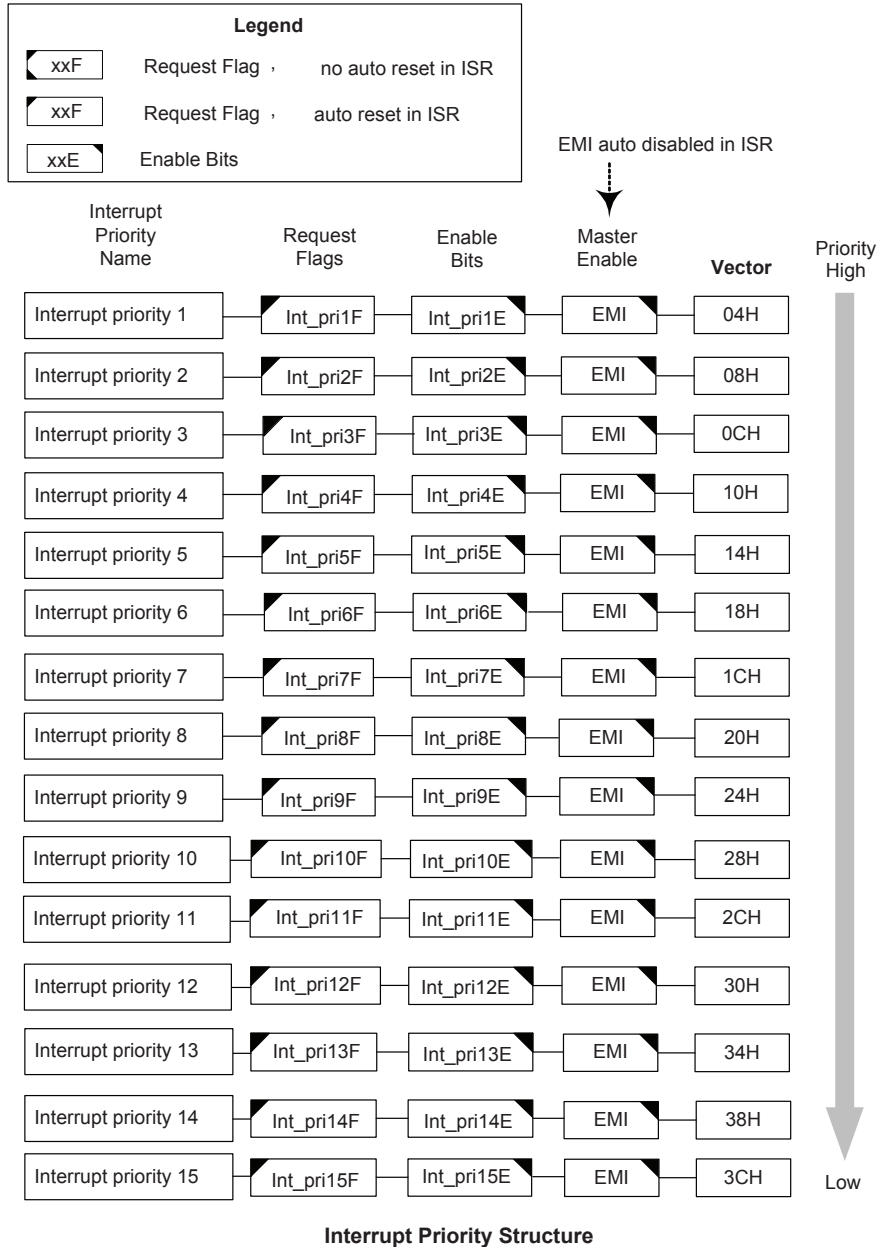 Legend
xxF Request Flag , no auto reset in ISR
xxF Request Flag , auto reset in ISR
xxE Enable Bits
EMI auto disabled in ISR
Interrupt
Priority
Name
Request
Flags
Enable
Bits
Master
Enable
Vector
Priority
High
Interrupt priority 1 Int_pri1F Int_pri1E EMI 04H
Interrupt priority 2 Int_pri2F Int_pri2E EMI 08H
Interrupt priority 3 Int_pri3F Int_pri3E EMI 0CH
Interrupt priority 4 Int_pri4F Int_pri4E EMI 10H
Interrupt priority 5 Int_pri5F Int_pri5E EMI 14H
Interrupt priority 6 Int_pri6F Int_pri6E EMI 18H
Interrupt priority 7 Int_pri7F Int_pri7E EMI 1CH
Interrupt priority 8 Int_pri8F Int_pri8E EMI 20H
Interrupt priority 9 Int_pri9F Int_pri9E EMI 24H
Interrupt priority 10 Int_pri10F Int_pri10E EMI 28H
Interrupt priority 11 Int_pri11F Int_pri11E EMI 2CH
Interrupt priority 12 Int_pri12F Int_pri12E EMI 30H
Interrupt priority 13 Int_pri13F Int_pri13E EMI 34H
Interrupt priority 14 Int_pri14F Int_pri14E EMI 38H
Interrupt priority 15 Int_pri15F Int_pri15E EMI 3CH
Low
Interrupt Priority Structure